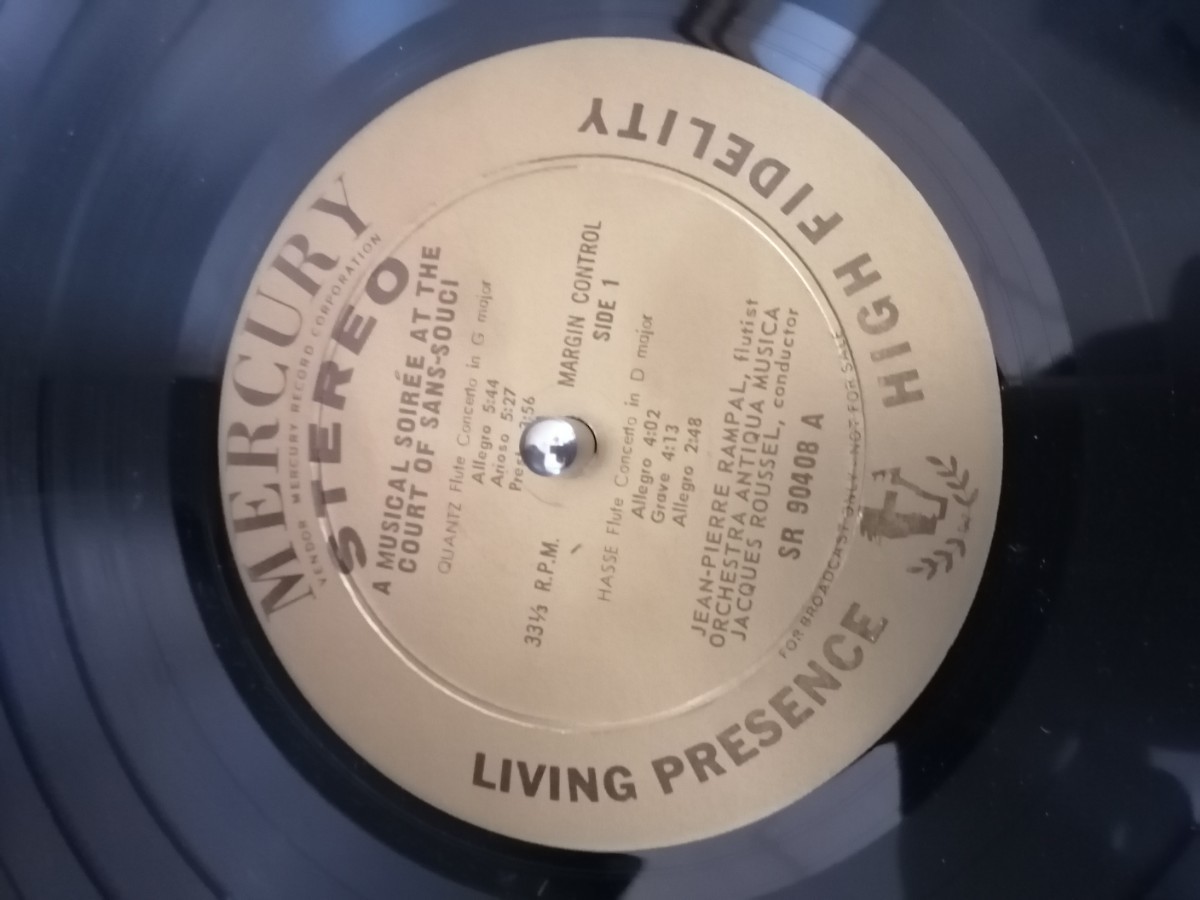 MERCURY
VENDOR MERCURY RECORD CORPORATION
STEREO
A MUSICAL SOIRÉE AT THE
COURT OF SANS-SOUCI
QUANTZ Flute Concerto in G major
Allegro 5:44
Arioso 5:27
:56
33⅓ R.P.M.
MARGIN CONTROL
SIDE 1
HASSE Flute Concerto in D major
Allegro 4:02
Grave 4:13
Allegro 2:48
JEAN-PIERRE RAMPAL, flutist
ORCHESTRA ANTIQUA MUSICA
JACQUES ROUSSEL, conductor
SR 90408 A
FOR BROADCAST ONLY NOT FOR SALE
LIVING PRESENCE
HIGH FIDELITY